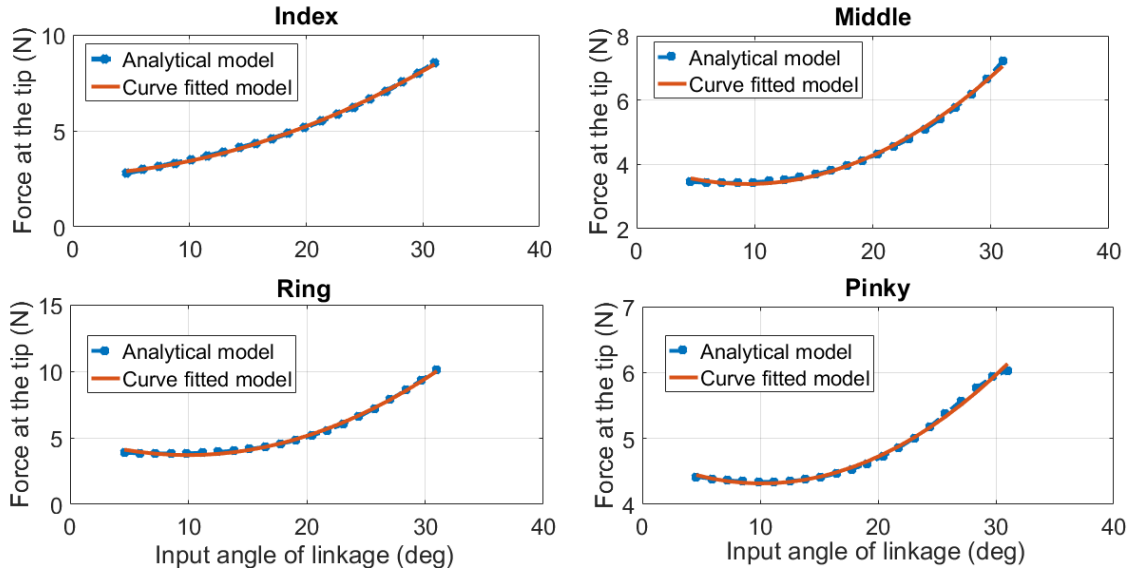 Index
Force at the tip (N)
10
5
0
Analytical model
Curve fitted model
0 10 20 30 40
Middle
Force at the tip (N)
8
6
4
2
Analytical model
Curve fitted model
0 10 20 30 40
Ring
Force at the tip (N)
15
10
5
0
Analytical model
Curve fitted model
0 10 20 30 40
Input angle of linkage (deg)
Pinky
Force at the tip (N)
7
6
5
4
Analytical model
Curve fitted model
0 10 20 30 40
Input angle of linkage (deg)